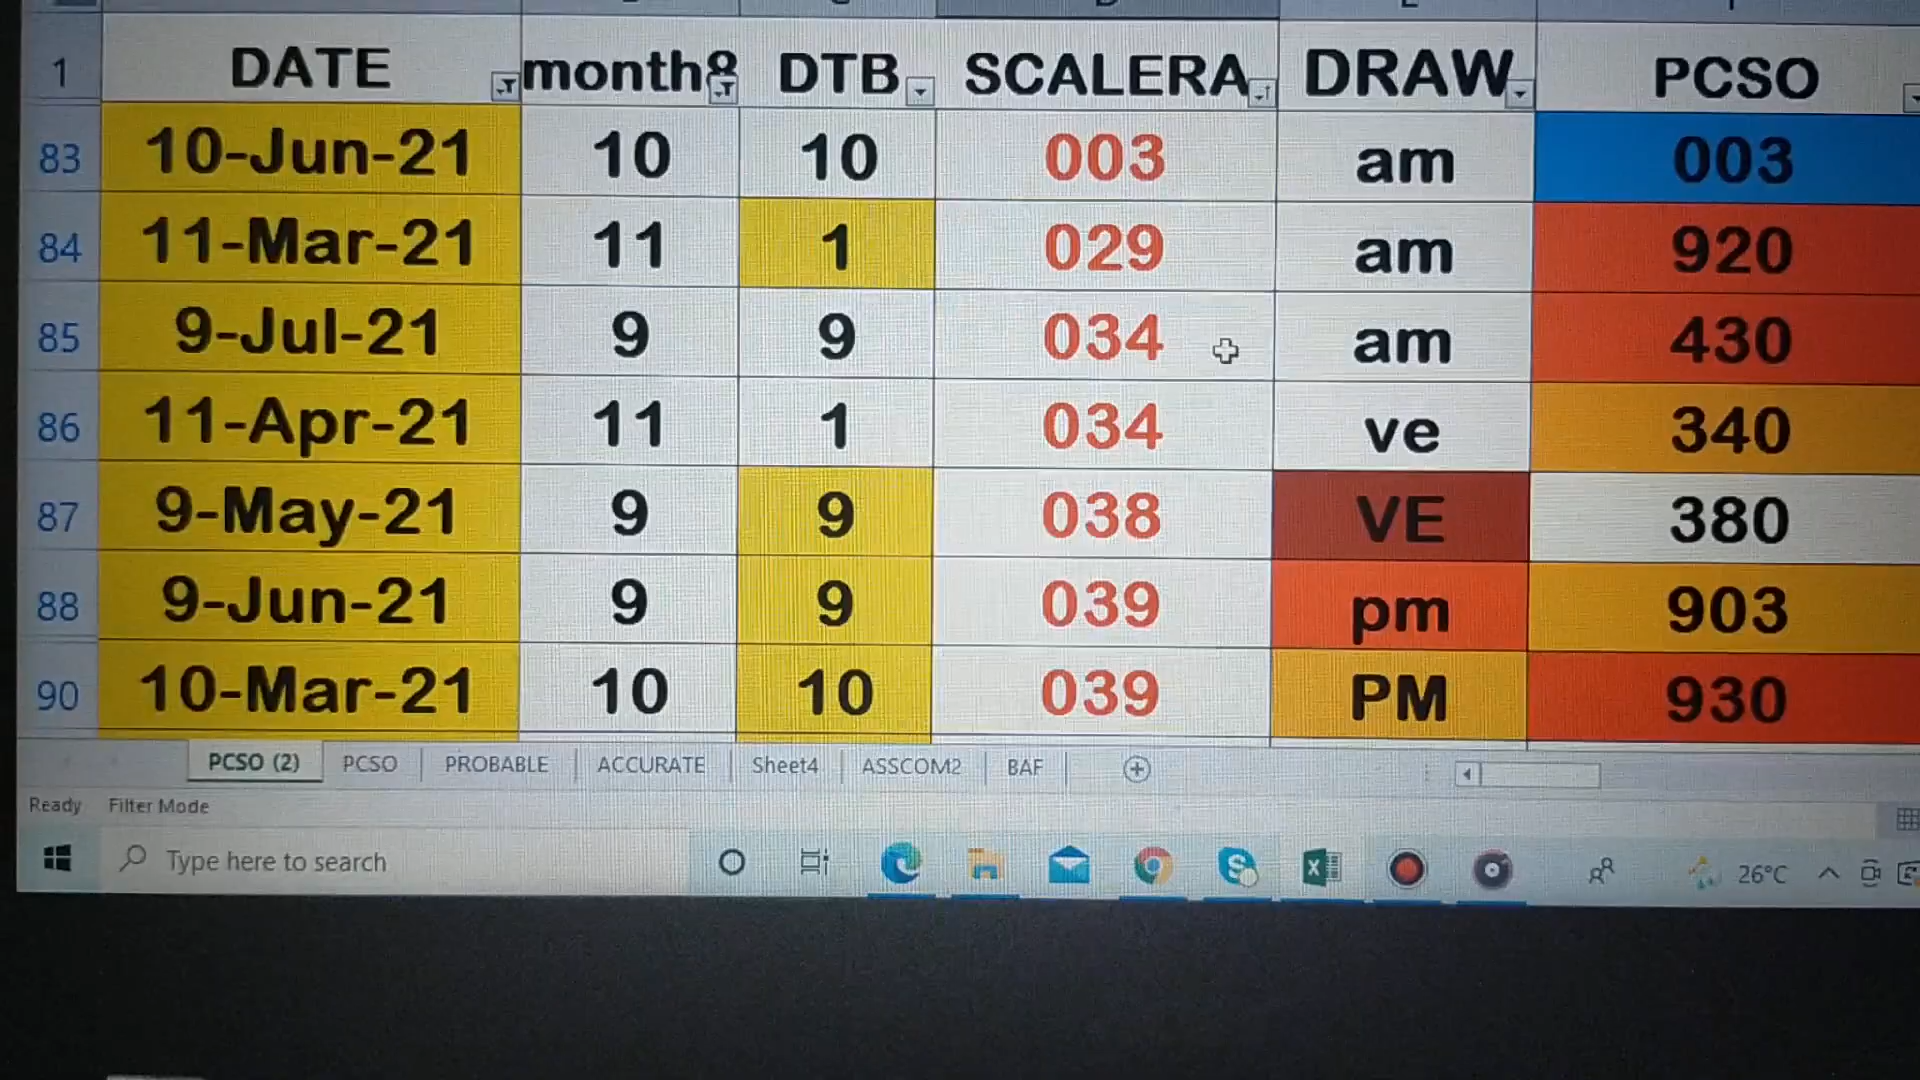 1 DATE month8 DTB SCALERA DRAW PCSO
83 10-Jun-21 10 10 003 am 003
84 11-Mar-21 11 1 029 am 920
85 9-Jul-21 9 9 034 am 430
86 11-Apr-21 11 1 034 ve 340
87 9-May-21 9 9 038 VE 380
88 9-Jun-21 9 9 039 pm 903
90 10-Mar-21 10 10 039 PM 930
PCSO (2) PCSO PROBABLE ACCURATE Sheet4 ASSCOM2 BAF
Ready Filter Mode
Type here to search 26°C